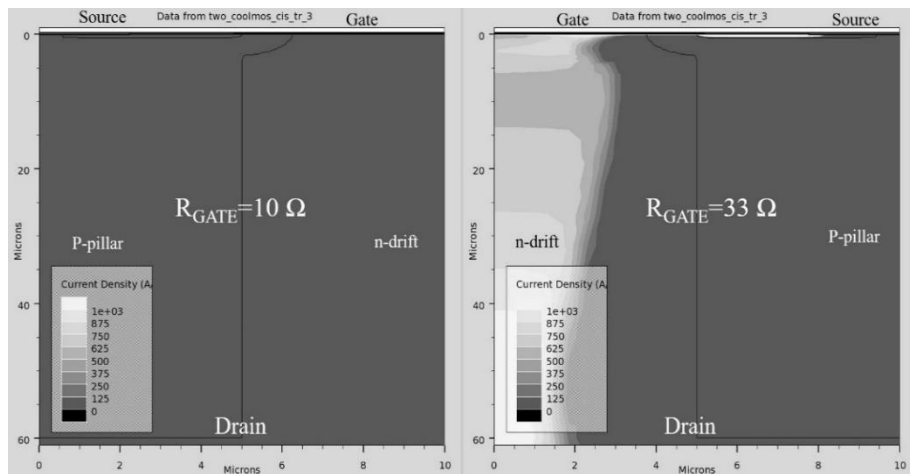 Source
Data from two_coolmos_cis_tr_3
Gate
0
20
40
60
Microns
R_GATE=10 Ω
P-pillar
n-drift
Current Density (A/
1e+03
875
750
625
500
375
250
125
0
Drain
0 2 4 6 8 10
Microns
Gate
Data from two_coolmos_cis_tr_3
Source
0
20
40
60
Microns
R_GATE=33 Ω
n-drift
P-pillar
Current Density (A/
1e+03
875
750
625
500
375
250
125
0
Drain
0 2 4 6 8 10
Microns